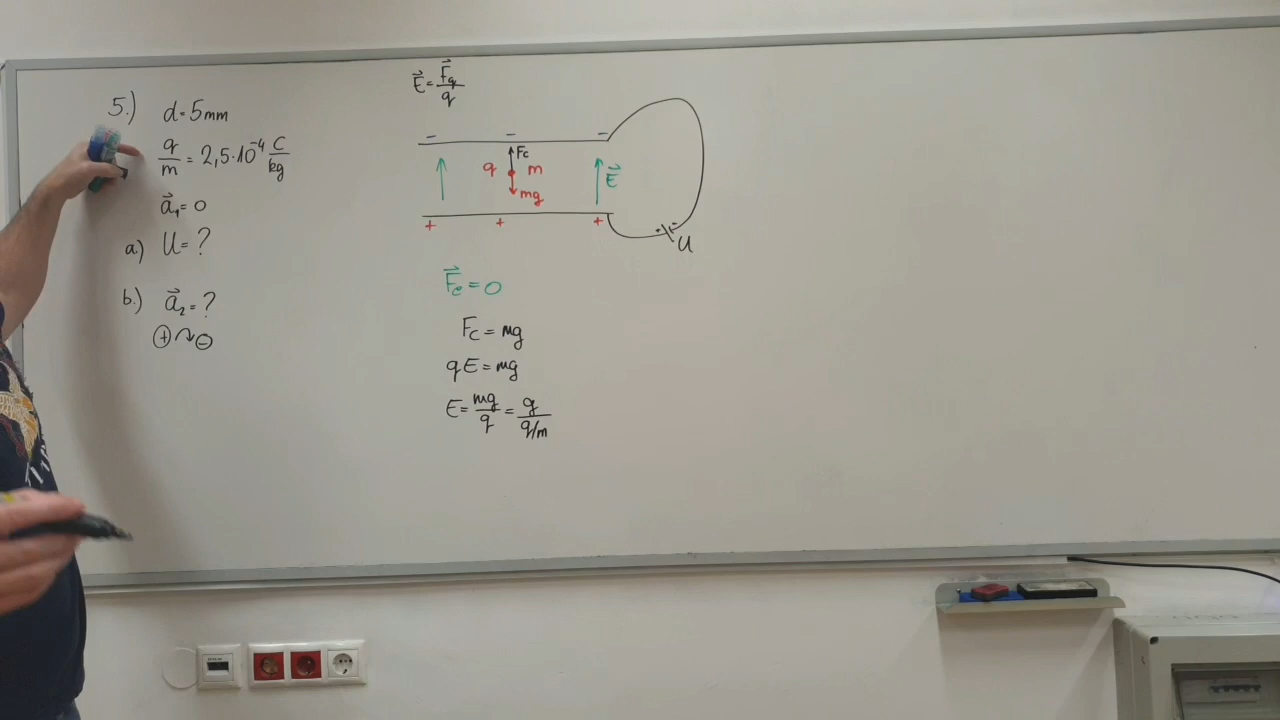 5.) d = 5mm
q/m = 2,5·10⁻⁴ C/kg
a⃗₁ = 0
a.) U = ?
b.) a⃗₂ = ?
⊕ ↷ ⊖
E⃗ = F⃗q/q
- - -
Fc
q m
mg
E⃗
+ + +
+ -
U
F⃗e = 0
Fc = mg
qE = mg
E = mg/q = g/q/m